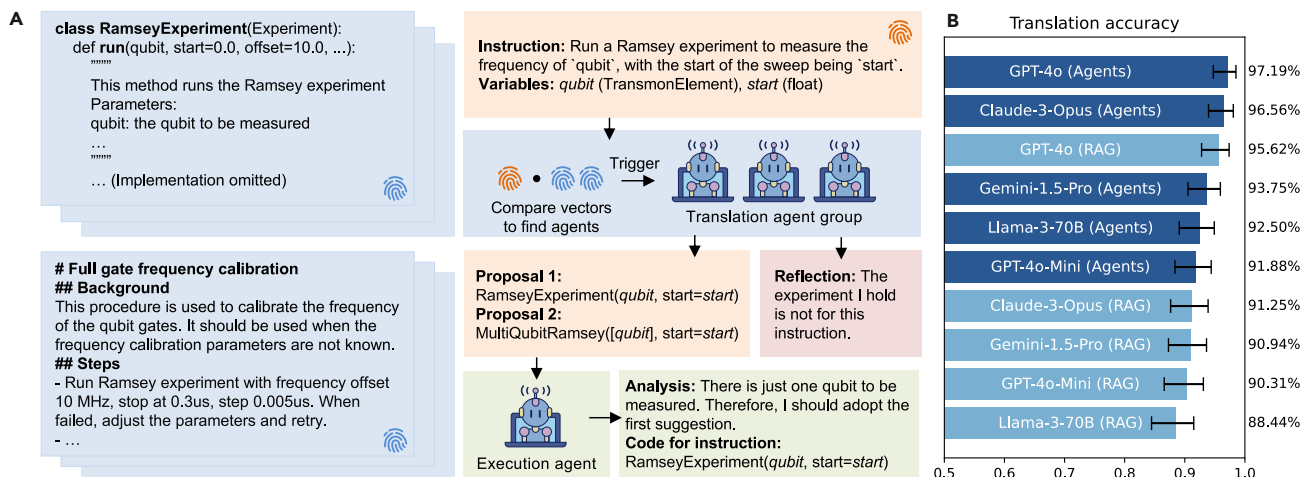 A
class RamseyExperiment(Experiment):
def run(qubit, start=0.0, offset=10.0, ...):
"""""
This method runs the Ramsey experiment
Parameters:
qubit: the qubit to be measured
...
"""""
... (Implementation omitted)
# Full gate frequency calibration
## Background
This procedure is used to calibrate the frequency
of the qubit gates. It should be used when the
frequency calibration parameters are not known.
## Steps
- Run Ramsey experiment with frequency offset
10 MHz, stop at 0.3us, step 0.005us. When
failed, adjust the parameters and retry.
- ...
Instruction: Run a Ramsey experiment to measure the
frequency of `qubit`, with the start of the sweep being `start`.
Variables: qubit (TransmonElement), start (float)
Compare vectors
to find agents
Trigger
Translation agent group
Proposal 1:
RamseyExperiment(qubit, start=start)
Proposal 2:
MultiQubitRamsey([qubit], start=start)
Reflection: The
experiment I hold
is not for this
instruction.
Execution agent
Analysis: There is just one qubit to be
measured. Therefore, I should adopt the
first suggestion.
Code for instruction:
RamseyExperiment(qubit, start=start)
B
Translation accuracy
GPT-4o (Agents) 97.19%
Claude-3-Opus (Agents) 96.56%
GPT-4o (RAG) 95.62%
Gemini-1.5-Pro (Agents) 93.75%
Llama-3-70B (Agents) 92.50%
GPT-4o-Mini (Agents) 91.88%
Claude-3-Opus (RAG) 91.25%
Gemini-1.5-Pro (RAG) 90.94%
GPT-4o-Mini (RAG) 90.31%
Llama-3-70B (RAG) 88.44%
0.5 0.6 0.7 0.8 0.9 1.0